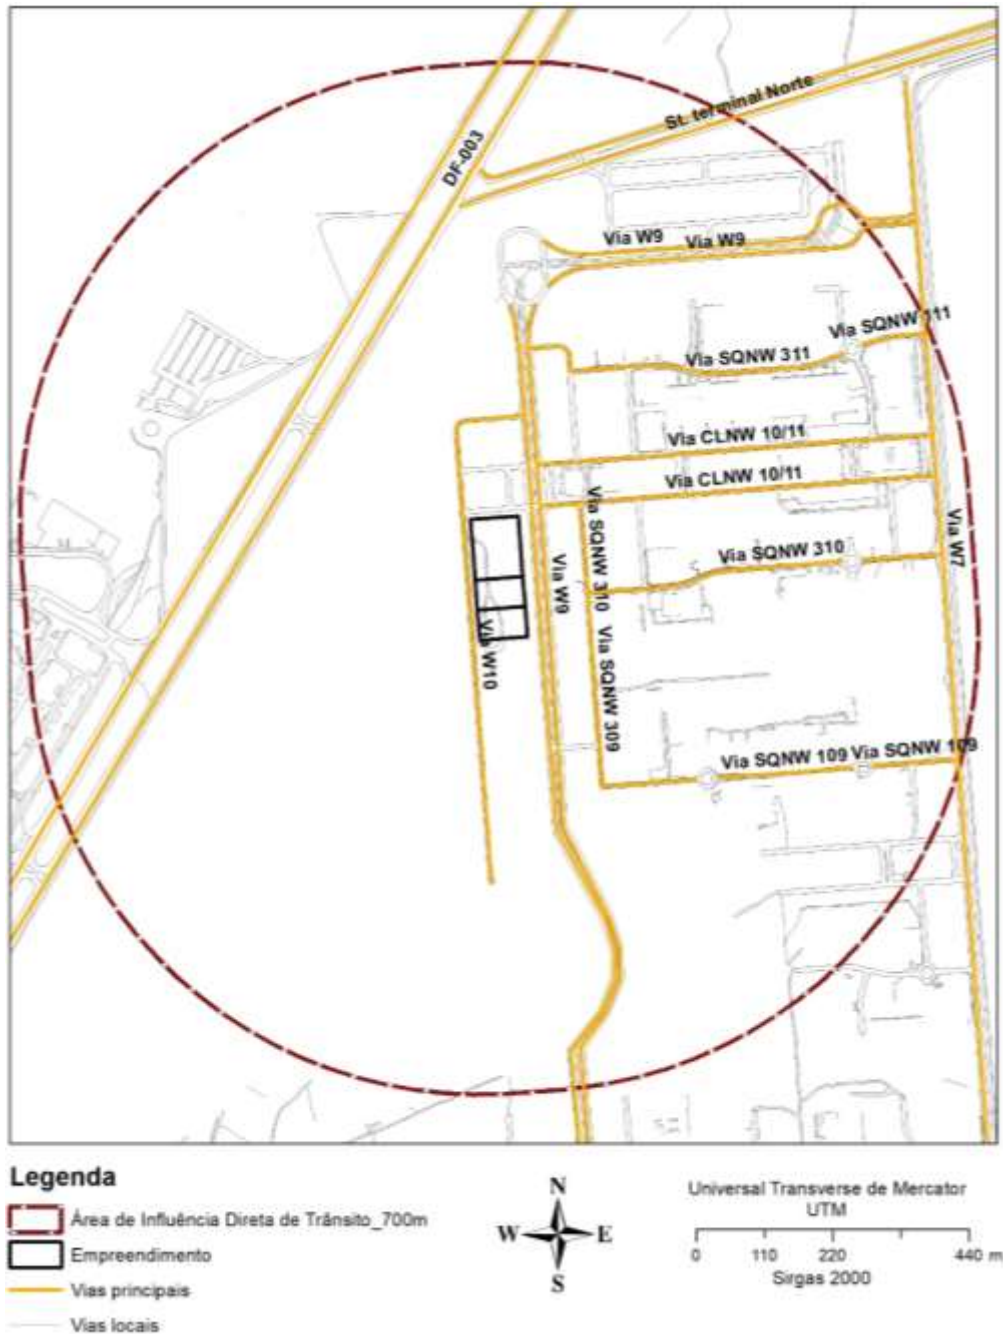 St. terminal Norte
DF-003
Via W9
Via W9
Via SQNW 111
Via SQNW 311
Via CLNW 10/11
Via CLNW 10/11
Via SQNW 310
Via SQNW 310
Via W9
Via W7
Via W10
Via SQNW 309
Via SQNW 109
Via SQNW 109
Legenda
Área de Influência Direta de Trânsito_700m
Empreendimento
Vias principais
Vias locais
N
W
E
S
Universal Transverse de Mercator
UTM
0 110 220 440 m
Sirgas 2000